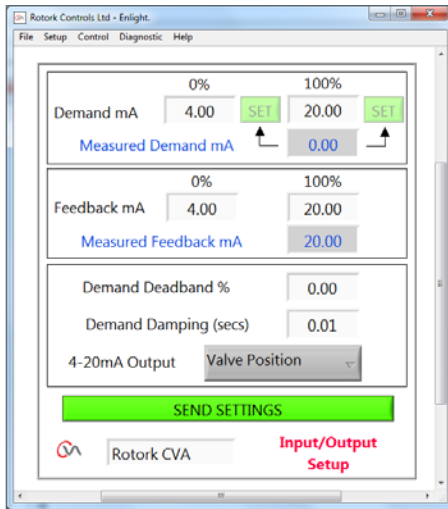 Rotork Controls Ltd - Enlight.
File Setup Control Diagnostic Help
0% 100%
Demand mA 4.00 SET 20.00 SET
Measured Demand mA 0.00
0% 100%
Feedback mA 4.00 20.00
Measured Feedback mA 20.00
Demand Deadband % 0.00
Demand Damping (secs) 0.01
4-20mA Output Valve Position
SEND SETTINGS
Rotork CVA Input/Output
Setup